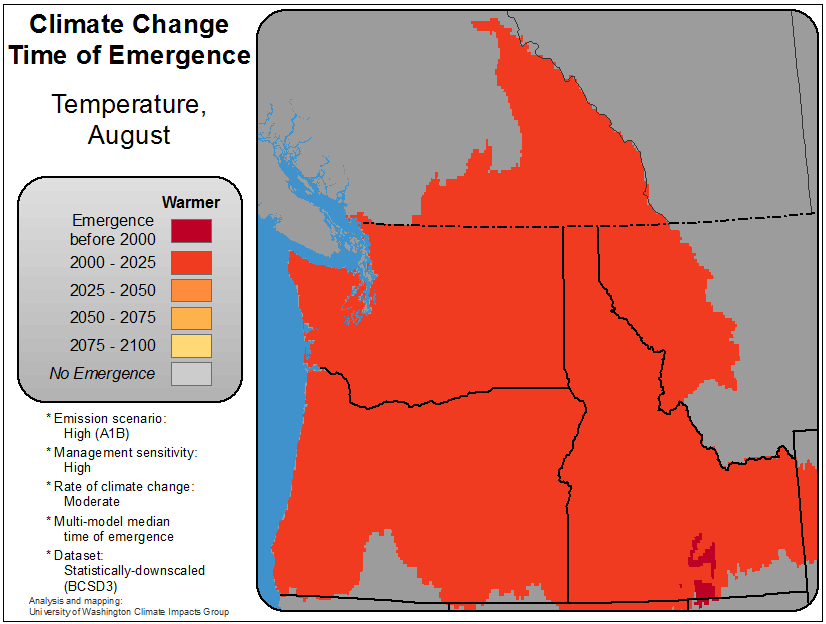 Climate Change
Time of Emergence
Temperature,
August
Warmer
Emergence
before 2000
2000 - 2025
2025 - 2050
2050 - 2075
2075 - 2100
No Emergence
* Emission scenario:
High (A1B)
* Management sensitivity:
High
* Rate of climate change:
Moderate
* Multi-model median
time of emergence
* Dataset:
Statistically-downscaled
(BCSD3)
Analysis and mapping:
University of Washington Climate Impacts Group